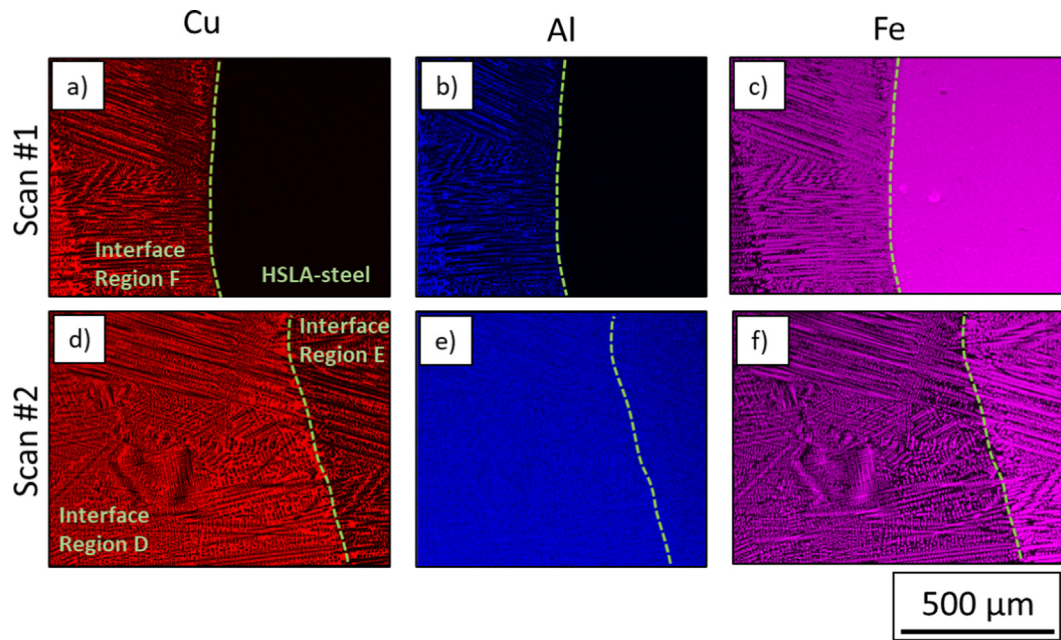 Cu
Al
Fe
Scan #1
a)
b)
c)
Interface
Region F
HSLA-steel
Scan #2
d)
e)
f)
Interface
Region E
Interface
Region D
500 µm